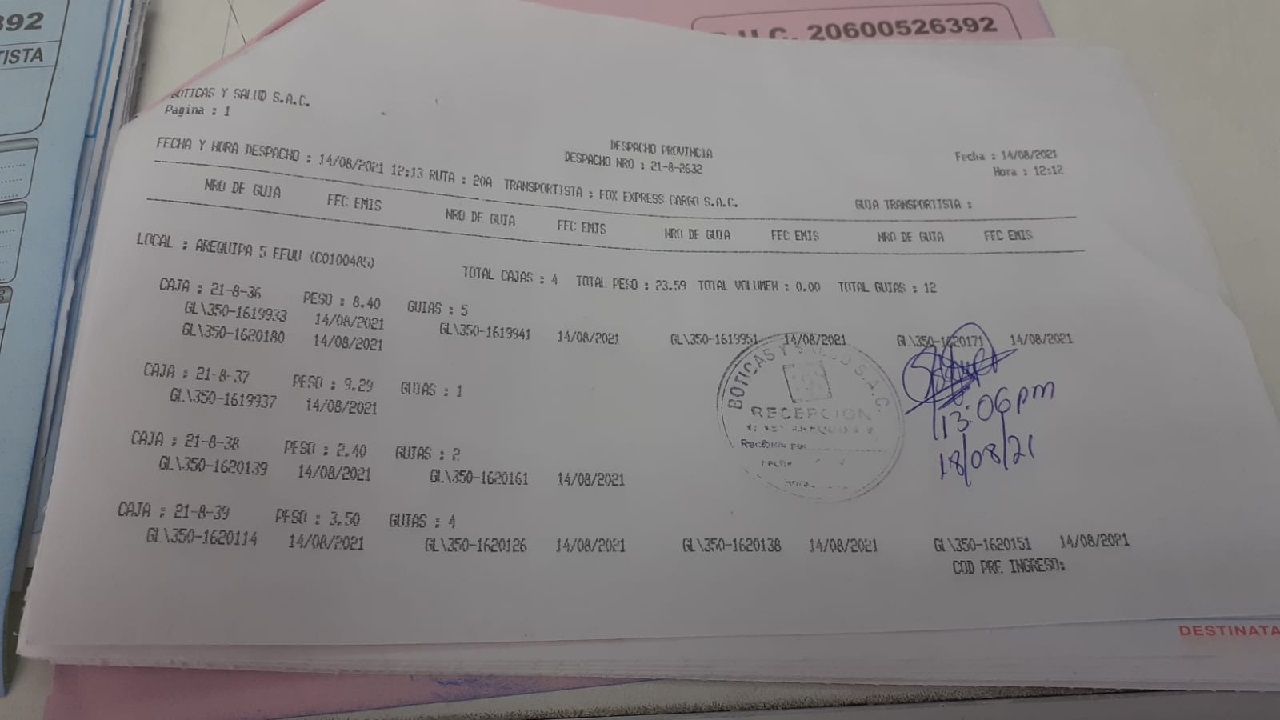 392
TISTA
U.C. 20600526392
BOTICAS Y SALUD S.A.C.
Pagina : 1
DESPACHO PROVINCIA
DESPACHO NRO : 21-8-2632
Fecha : 14/08/2021
Hora : 12:12
FECHA Y HORA DESPACHO : 14/08/2021 12:13 RUTA : 20A TRANSPORTISTA : FOX EXPRESS CARGO S.A.C.
GUIA TRANSPORTISTA :
NRO DE GUIA FEC EMIS NRO DE GUIA FEC EMIS NRO DE GUIA FEC EMIS NRO DE GUIA FEC EMIS
LOCAL : AREQUIPA 5 EEUU (C0100485) TOTAL CAJAS : 4 TOTAL PESO : 23.59 TOTAL VOLUMEN : 0.00 TOTAL GUIAS : 12
CAJA : 21-8-36 PESO : 8.40 GUIAS : 5
GL\350-1619933 14/08/2021 GL\350-1619941 14/08/2021 GL\350-1619951 14/08/2021 GL\350-1620171 14/08/2021
GL\350-1620180 14/08/2021
CAJA : 21-8-37 PESO : 9.29 GUIAS : 1
GL\350-1619937 14/08/2021
CAJA : 21-8-38 PESO : 2.40 GUIAS : 2
GL\350-1620139 14/08/2021 GL\350-1620161 14/08/2021
CAJA : 21-8-39 PESO : 3.50 GUIAS : 4
GL\350-1620114 14/08/2021 GL\350-1620126 14/08/2021 GL\350-1620138 14/08/2021 GL\350-1620151 14/08/2021
COD PRE. INGRESO:
BOTICAS Y SALUD S.A.C.
RECEPCION
Recibido por
Fecha
Hora
13:06 pm
18/08/21
DESTINATA